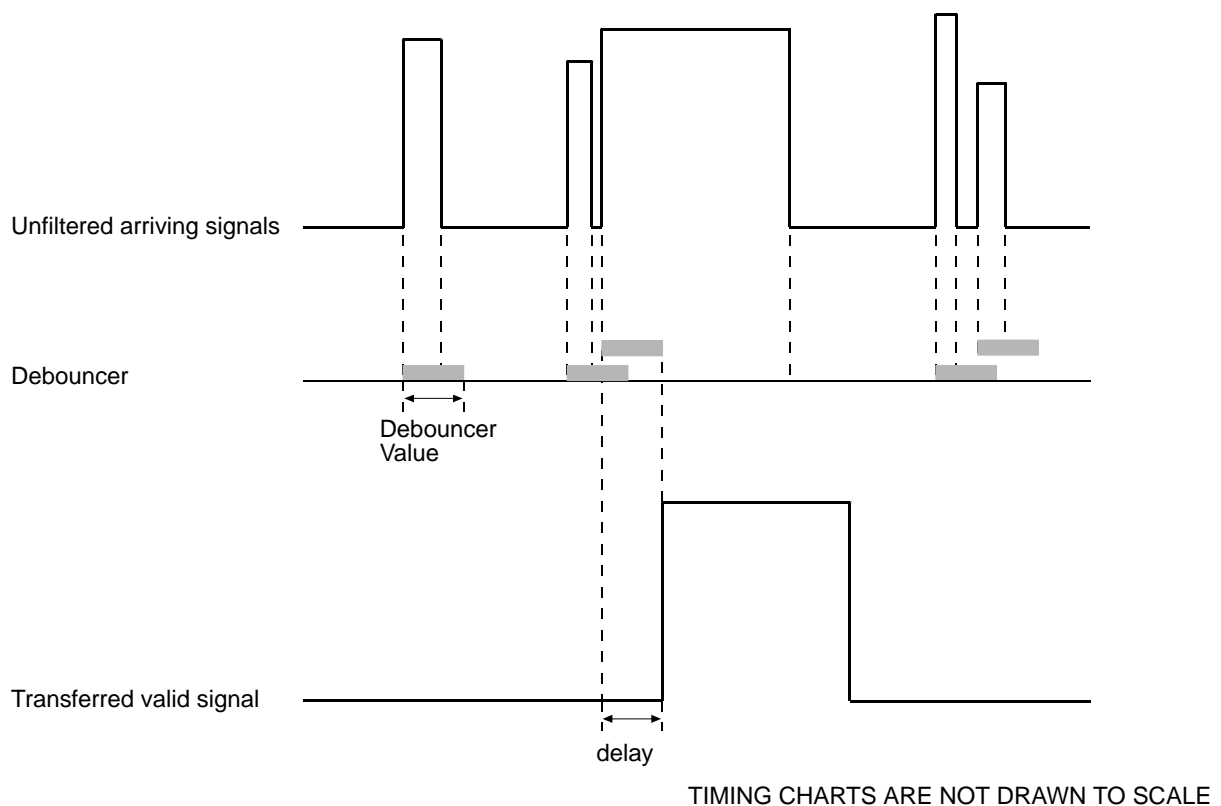 Unfiltered arriving signals
Debouncer
Debouncer
Value
Transferred valid signal
delay
TIMING CHARTS ARE NOT DRAWN TO SCALE